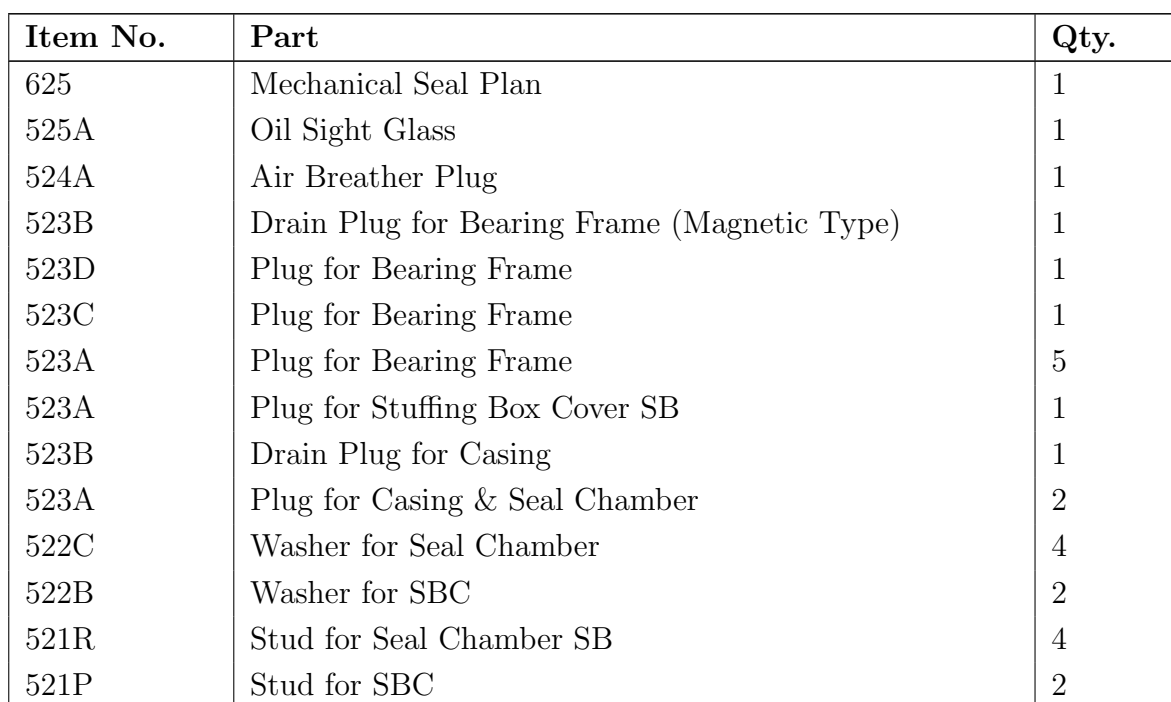 Item No. Part Qty.
625 Mechanical Seal Plan 1
525A Oil Sight Glass 1
524A Air Breather Plug 1
523B Drain Plug for Bearing Frame (Magnetic Type) 1
523D Plug for Bearing Frame 1
523C Plug for Bearing Frame 1
523A Plug for Bearing Frame 5
523A Plug for Stuffing Box Cover SB 1
523B Drain Plug for Casing 1
523A Plug for Casing & Seal Chamber 2
522C Washer for Seal Chamber 4
522B Washer for SBC 2
521R Stud for Seal Chamber SB 4
521P Stud for SBC 2